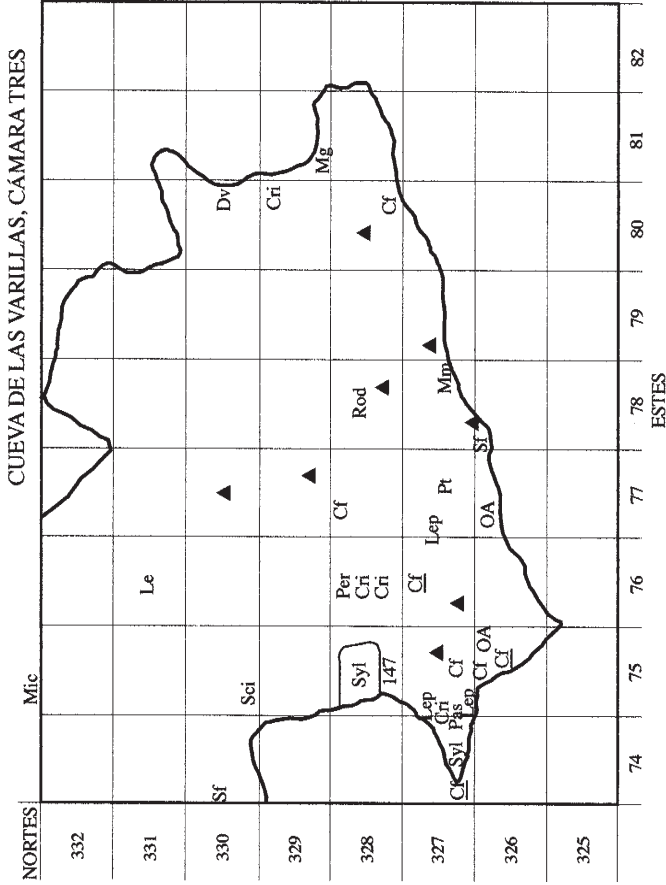 CUEVA DE LAS VARILLAS, CÁMARA TRES
NORTES
332
331
330
329
328
327
326
325
74
75
76
77
78
79
80
81
82
ESTES
Mic
Le
Sf
Sci
Dv
Cri
Mg
Cf
Rod
Mm
Sf
Cf
Pt
Lep
OA
Per
Cri
Cri
Cf
Syl
147
Cf
OA
Cf
Cf
Lep
Cri
Pas
Lep
Syl
Cf